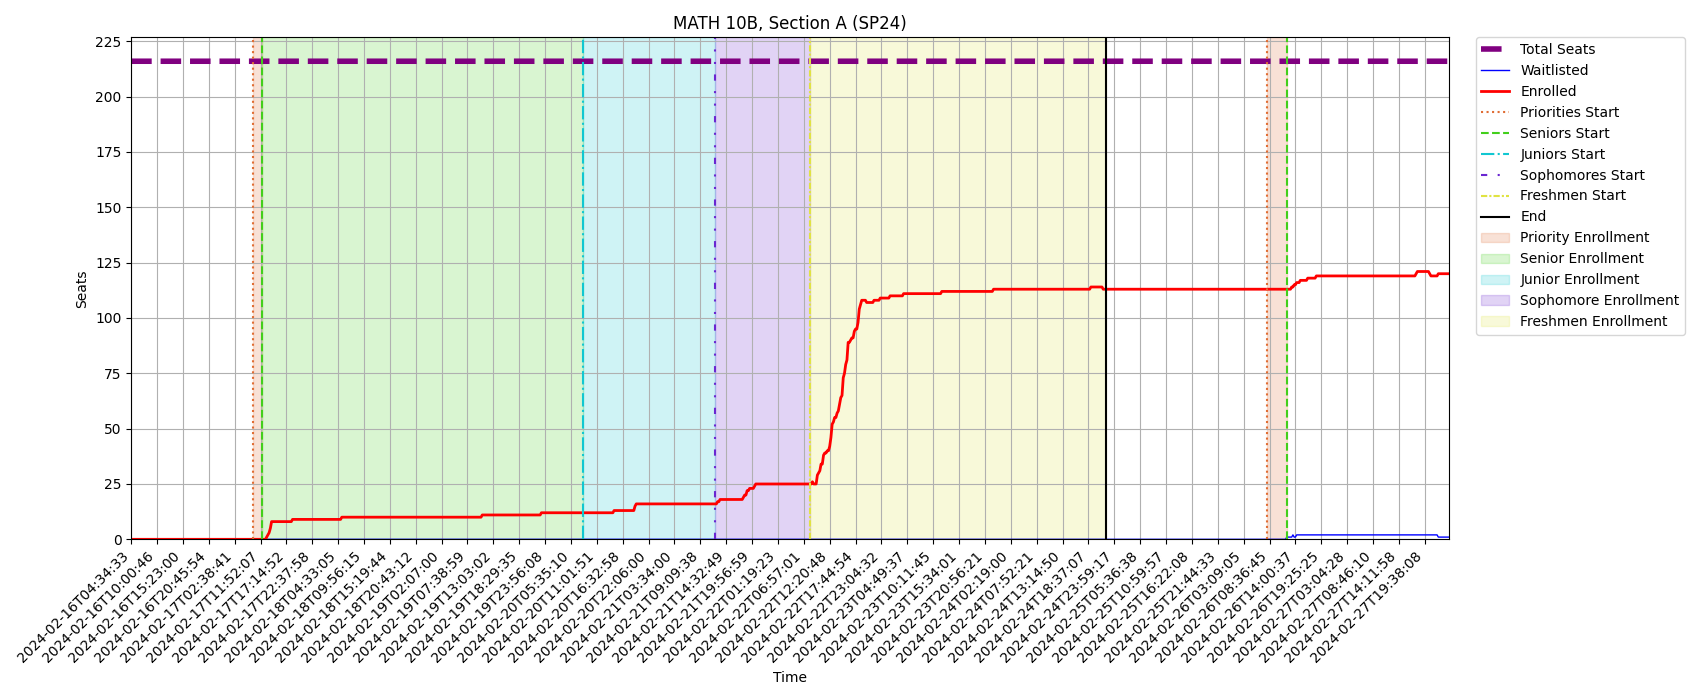 MATH 10B, Section A (SP24)
225
200
175
150
125
100
75
50
25
0
Seats
2024-02-16T04:34:33
2024-02-16T10:00:46
2024-02-16T15:23:00
2024-02-16T20:45:54
2024-02-17T02:38:41
2024-02-17T11:52:07
2024-02-17T17:14:52
2024-02-17T22:37:58
2024-02-18T04:33:05
2024-02-18T09:56:15
2024-02-18T15:19:44
2024-02-18T20:43:12
2024-02-19T02:07:00
2024-02-19T07:38:59
2024-02-19T13:03:02
2024-02-19T18:29:35
2024-02-19T23:56:08
2024-02-20T05:35:10
2024-02-20T11:01:51
2024-02-20T16:32:58
2024-02-20T22:06:00
2024-02-21T03:34:00
2024-02-21T09:09:38
2024-02-21T14:32:49
2024-02-21T19:56:59
2024-02-22T01:19:23
2024-02-22T06:57:01
2024-02-22T12:20:48
2024-02-22T17:44:54
2024-02-22T23:04:32
2024-02-23T04:49:37
2024-02-23T10:11:45
2024-02-23T15:34:01
2024-02-23T20:56:21
2024-02-24T02:19:00
2024-02-24T07:52:21
2024-02-24T13:14:50
2024-02-24T18:37:07
2024-02-24T23:59:17
2024-02-25T05:36:38
2024-02-25T10:59:57
2024-02-25T16:22:08
2024-02-25T21:44:33
2024-02-26T03:09:05
2024-02-26T08:36:45
2024-02-26T14:00:37
2024-02-26T19:25:25
2024-02-27T03:04:28
2024-02-27T08:46:10
2024-02-27T14:11:58
2024-02-27T19:38:08
Time
Total Seats
Waitlisted
Enrolled
Priorities Start
Seniors Start
Juniors Start
Sophomores Start
Freshmen Start
End
Priority Enrollment
Senior Enrollment
Junior Enrollment
Sophomore Enrollment
Freshmen Enrollment